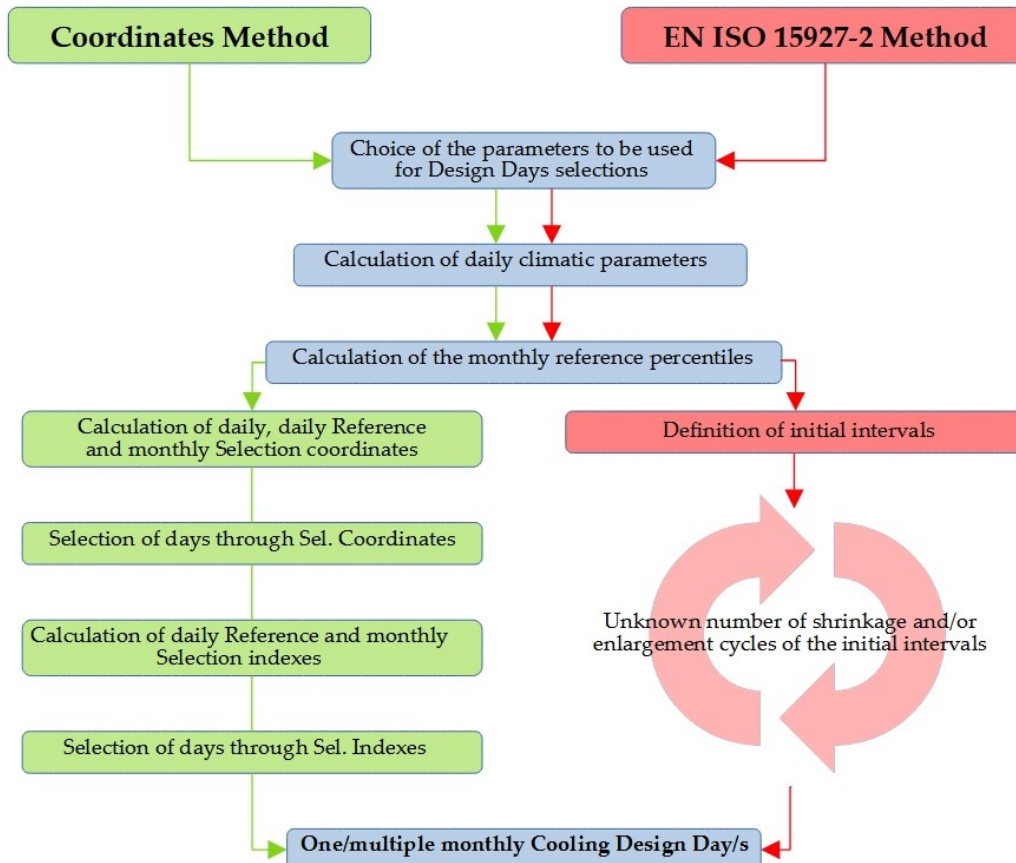 Coordinates Method
EN ISO 15927-2 Method
Choice of the parameters to be used
for Design Days selections
Calculation of daily climatic parameters
Calculation of the monthly reference percentiles
Calculation of daily, daily Reference
and monthly Selection coordinates
Definition of initial intervals
Selection of days through Sel. Coordinates
Unknown number of shrinkage and/or
enlargement cycles of the initial intervals
Calculation of daily Reference and monthly
Selection indexes
Selection of days through Sel. Indexes
One/multiple monthly Cooling Design Day/s